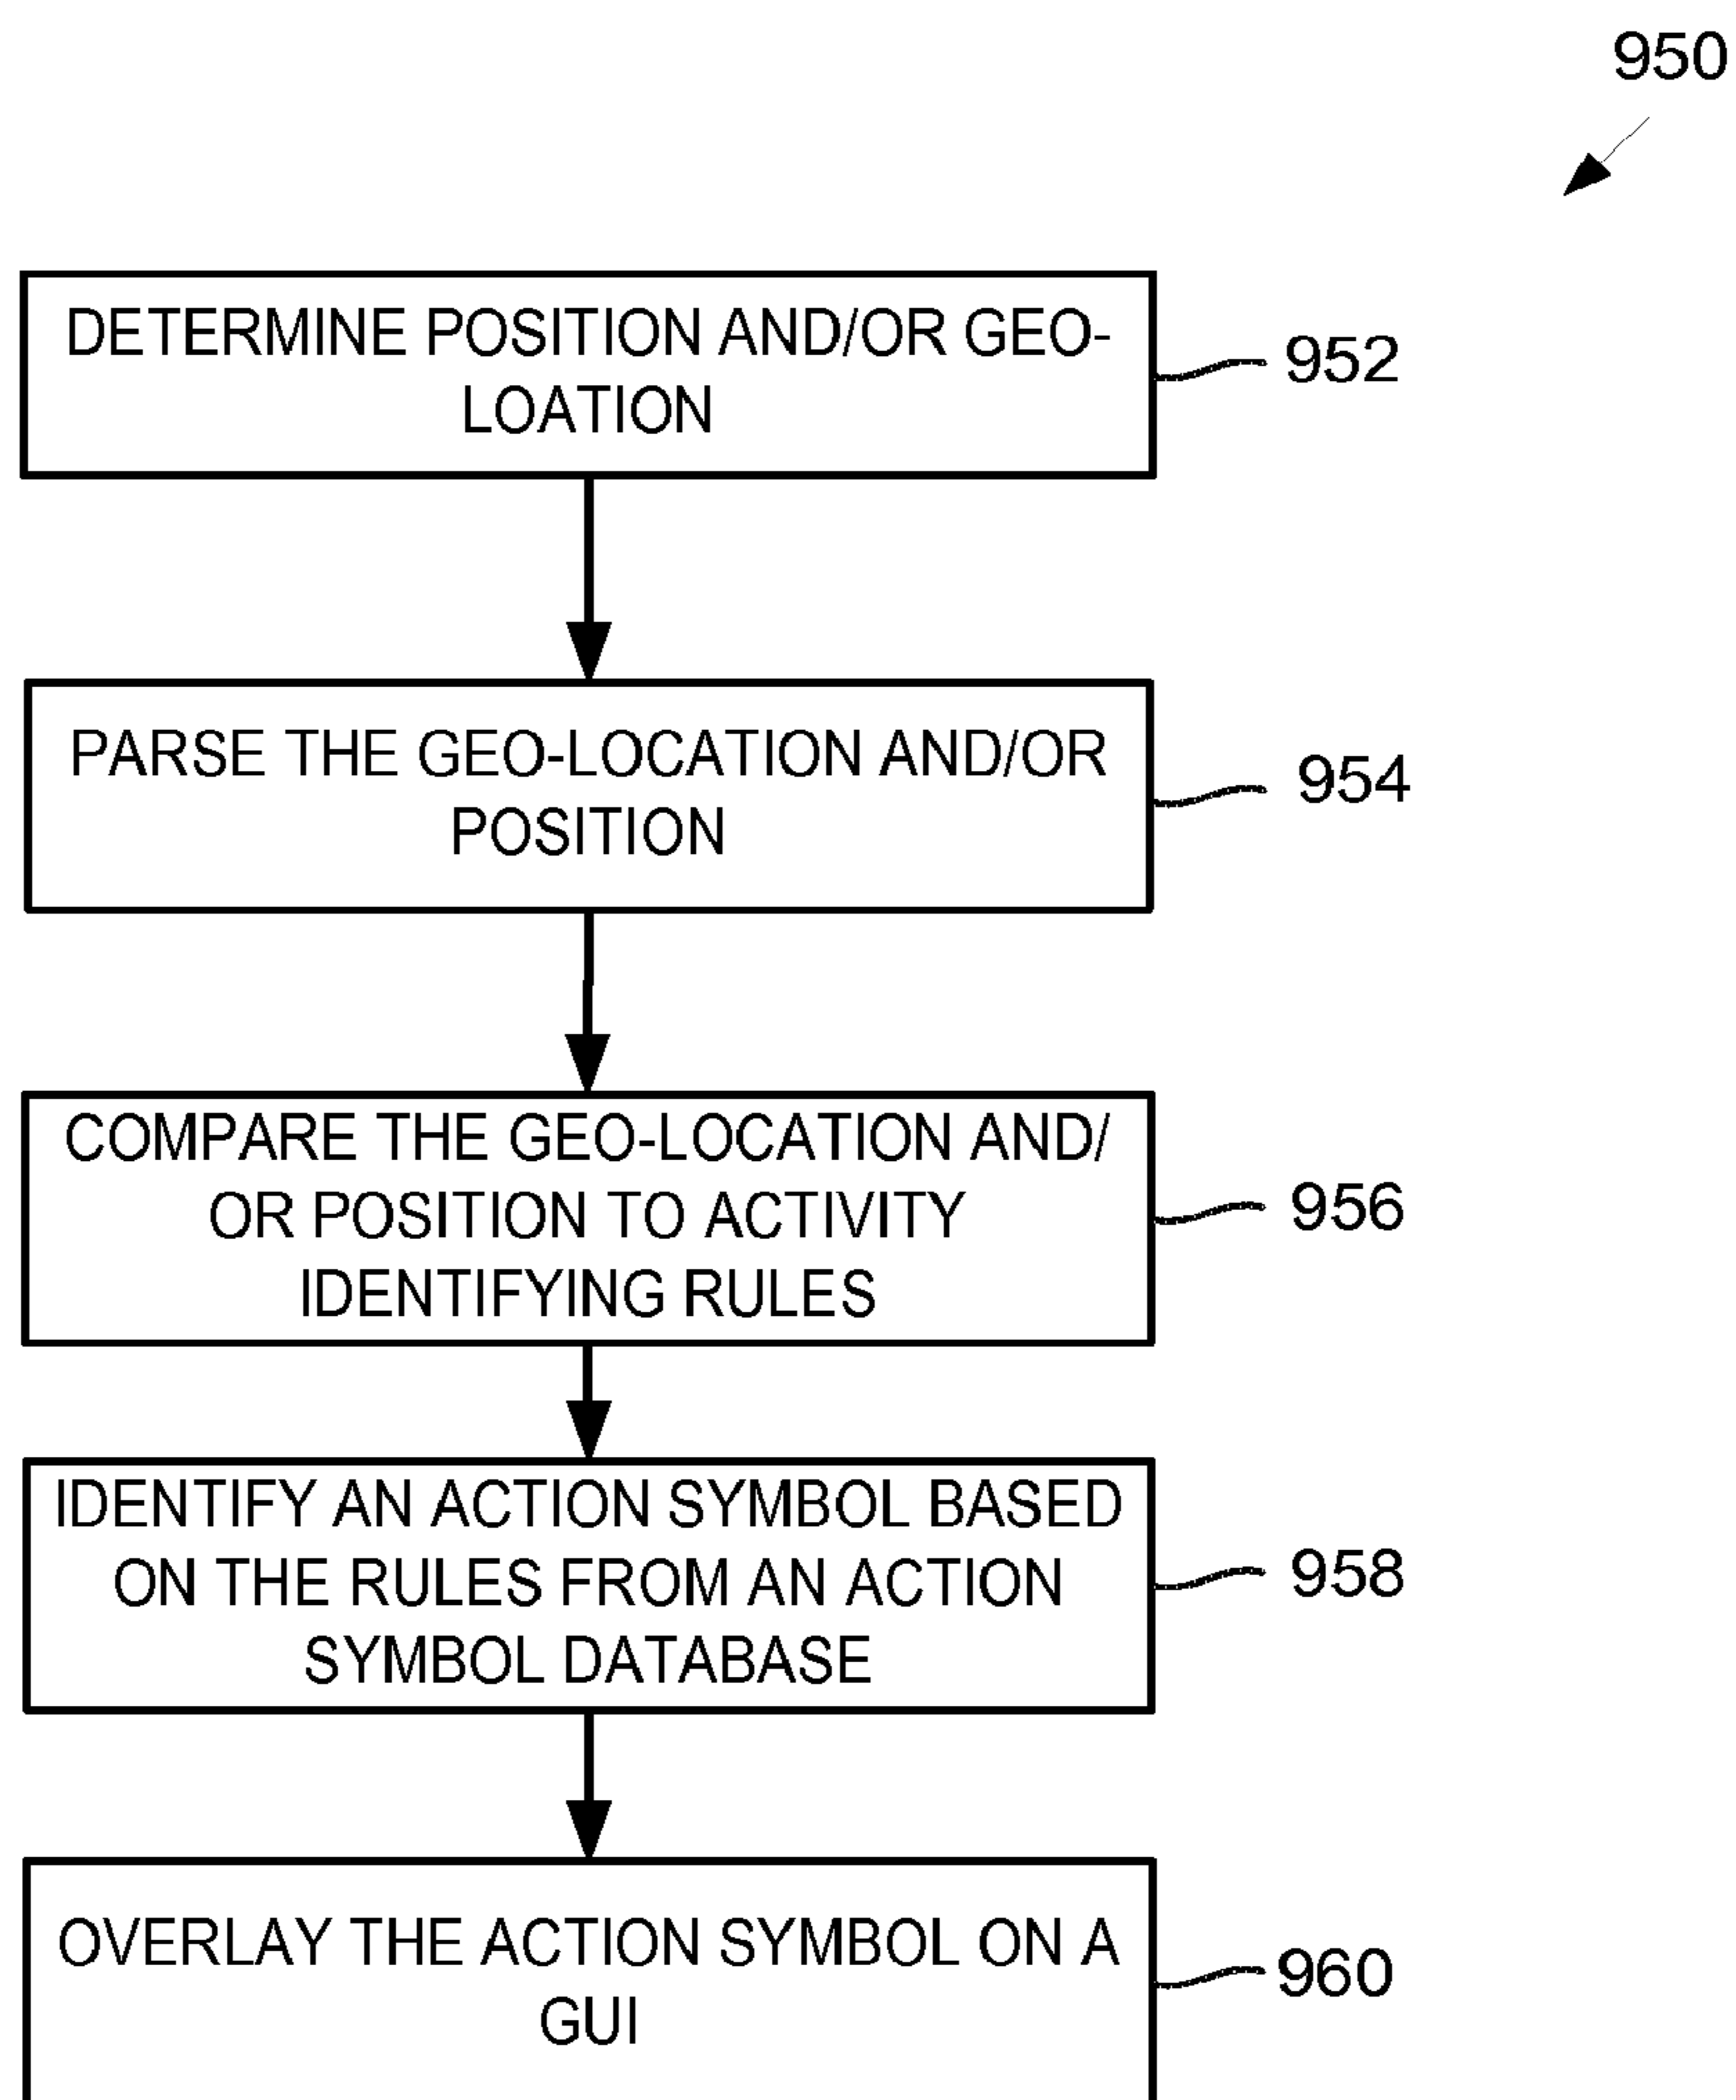 950
DETERMINE POSITION AND/OR GEO-
LOATION
952
PARSE THE GEO-LOCATION AND/OR
POSITION
954
COMPARE THE GEO-LOCATION AND/
OR POSITION TO ACTIVITY
IDENTIFYING RULES
956
IDENTIFY AN ACTION SYMBOL BASED
ON THE RULES FROM AN ACTION
SYMBOL DATABASE
958
OVERLAY THE ACTION SYMBOL ON A
GUI
960